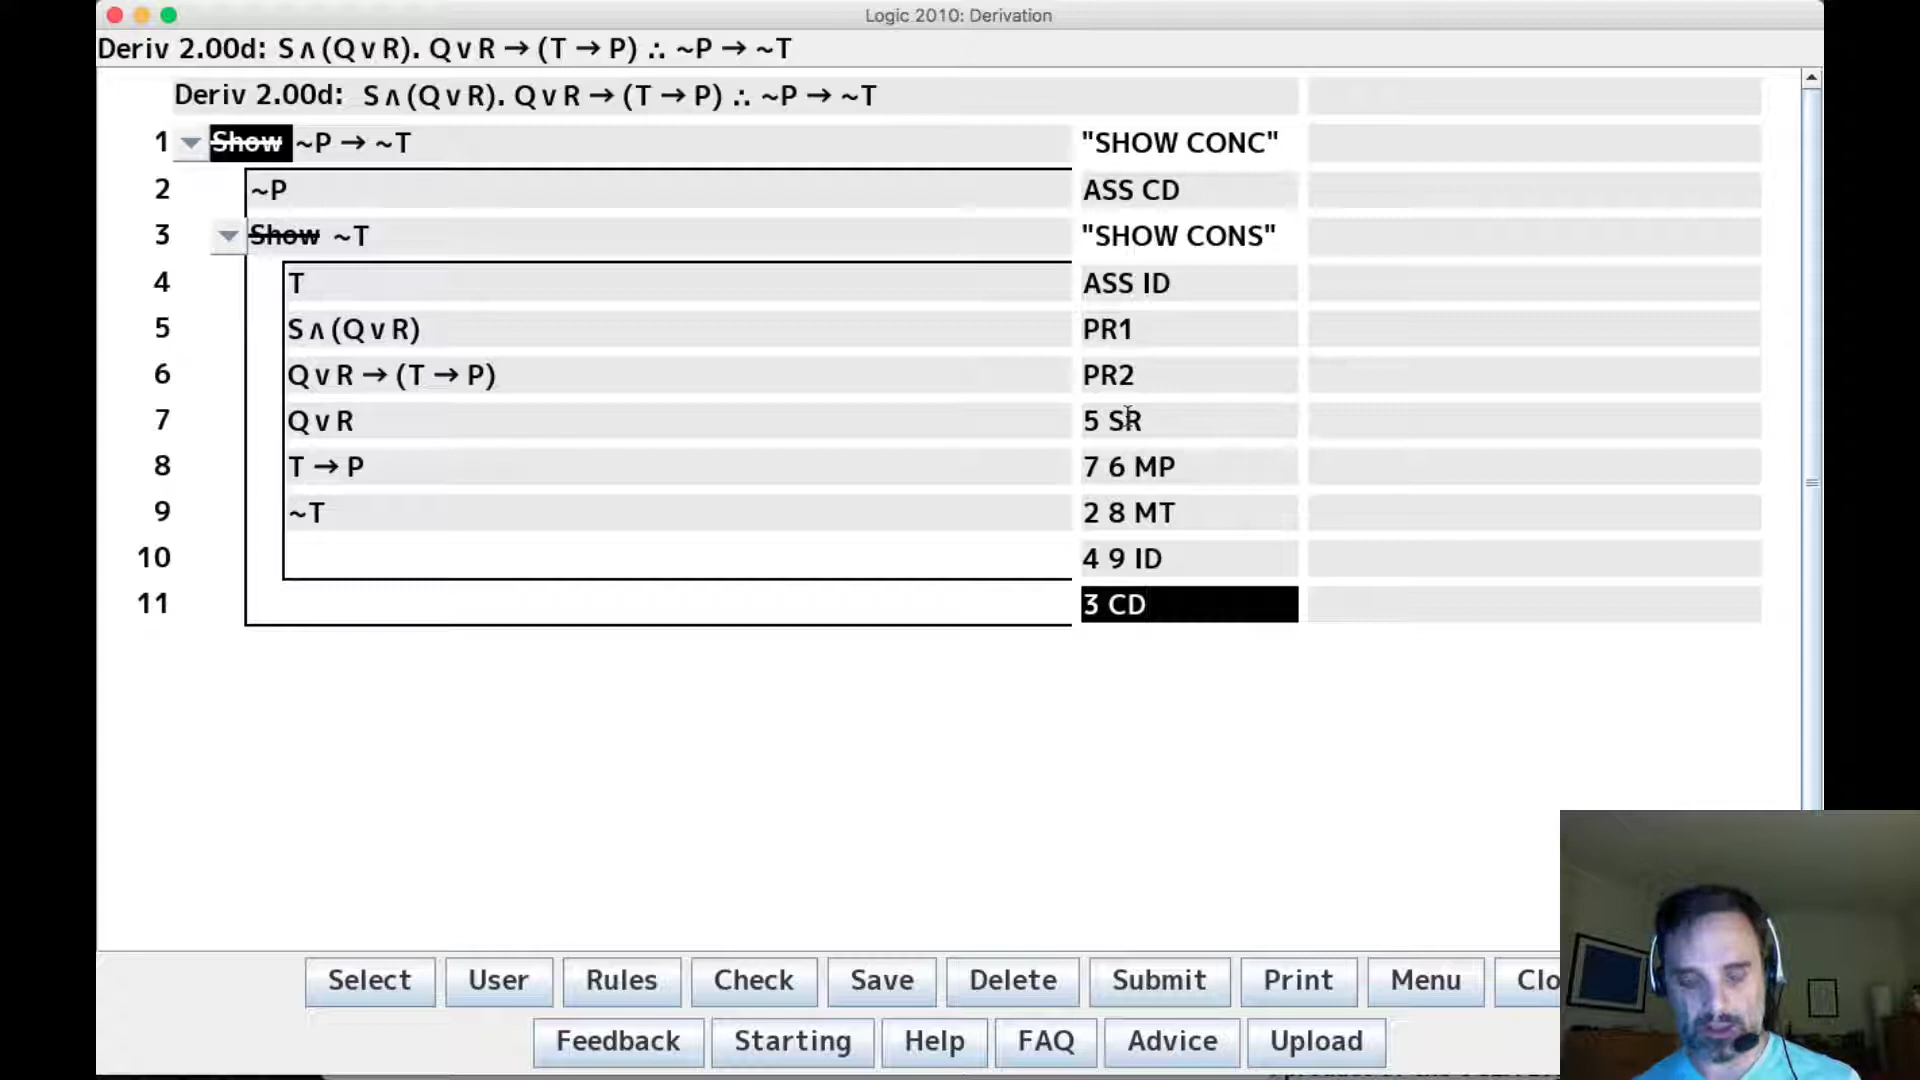 Logic 2010: Derivation
Deriv 2.00d: S∧(Q∨R). Q∨R→(T→P) ∴ ~P→~T
Deriv 2.00d: S∧(Q∨R). Q∨R→(T→P) ∴ ~P→~T
1 Show ~P→~T "SHOW CONC"
2 ~P ASS CD
3 Show ~T "SHOW CONS"
4 T ASS ID
5 S∧(Q∨R) PR1
6 Q∨R→(T→P) PR2
7 Q∨R 5 SR
8 T→P 7 6 MP
9 ~T 2 8 MT
10 4 9 ID
11 3 CD
Select User Rules Check Save Delete Submit Print Menu Clo
Feedback Starting Help FAQ Advice Upload